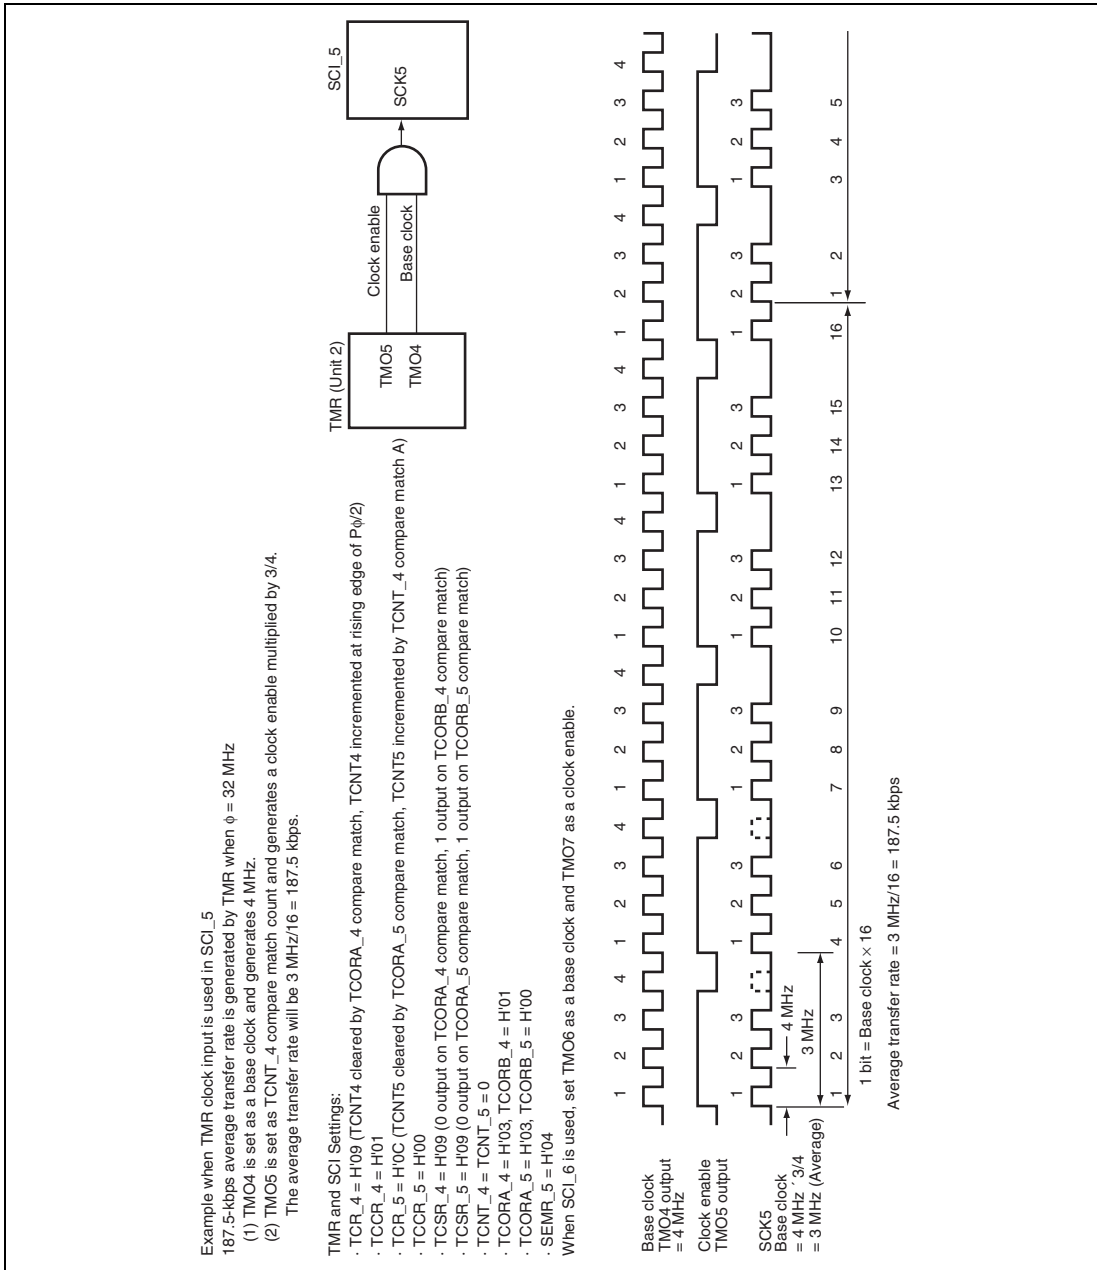 Example when TMR clock input is used in SCI_5
187.5-kbps average transfer rate is generated by TMR when ϕ = 32 MHz
(1) TMO4 is set as a base clock and generates 4 MHz.
(2) TMO5 is set as TCNT_4 compare match count and generates a clock enable multiplied by 3/4.
The average transfer rate will be 3 MHz/16 = 187.5 kbps.
TMR and SCI Settings:
· TCR_4 = H'09 (TCNT4 cleared by TCORA_4 compare match, TCNT4 incremented at rising edge of Pϕ/2)
· TCCR_4 = H'01
· TCR_5 = H'0C (TCNT5 cleared by TCORA_5 compare match, TCNT5 incremented by TCNT_4 compare match A)
· TCCR_5 = H'00
· TCSR_4 = H'09 (0 output on TCORA_4 compare match, 1 output on TCORB_4 compare match)
· TCSR_5 = H'09 (0 output on TCORA_5 compare match, 1 output on TCORB_5 compare match)
· TCNT_4 = TCNT_5 = 0
· TCORA_4 = H'03, TCORB_4 = H'01
· TCORA_5 = H'03, TCORB_5 = H'00
· SEMR_5 = H'04
When SCI_6 is used, set TMO6 as a base clock and TMO7 as a clock enable.
TMR (Unit 2)
TMO5
TMO4
Clock enable
Base clock
SCI_5
SCK5
1 2 3 4 1 2 3 4 1 2 3 4 1 2 3 4 1 2 3 4 1 2 3 4 1 2 3 4
Base clock
TMO4 output
= 4 MHz
Clock enable
TMO5 output
1 2 3 1 2 3 1 2 3 1 2 3 1 2 3 1 2 3 1 2 3
SCK5
Base clock
= 4 MHz ´ 3/4
= 3 MHz (Average)
4 MHz
3 MHz
1 2 3 4 5 6 7 8 9 10 11 12 13 14 15 16 1 2 3 4 5
1 bit = Base clock × 16
Average transfer rate = 3 MHz/16 = 187.5 kbps